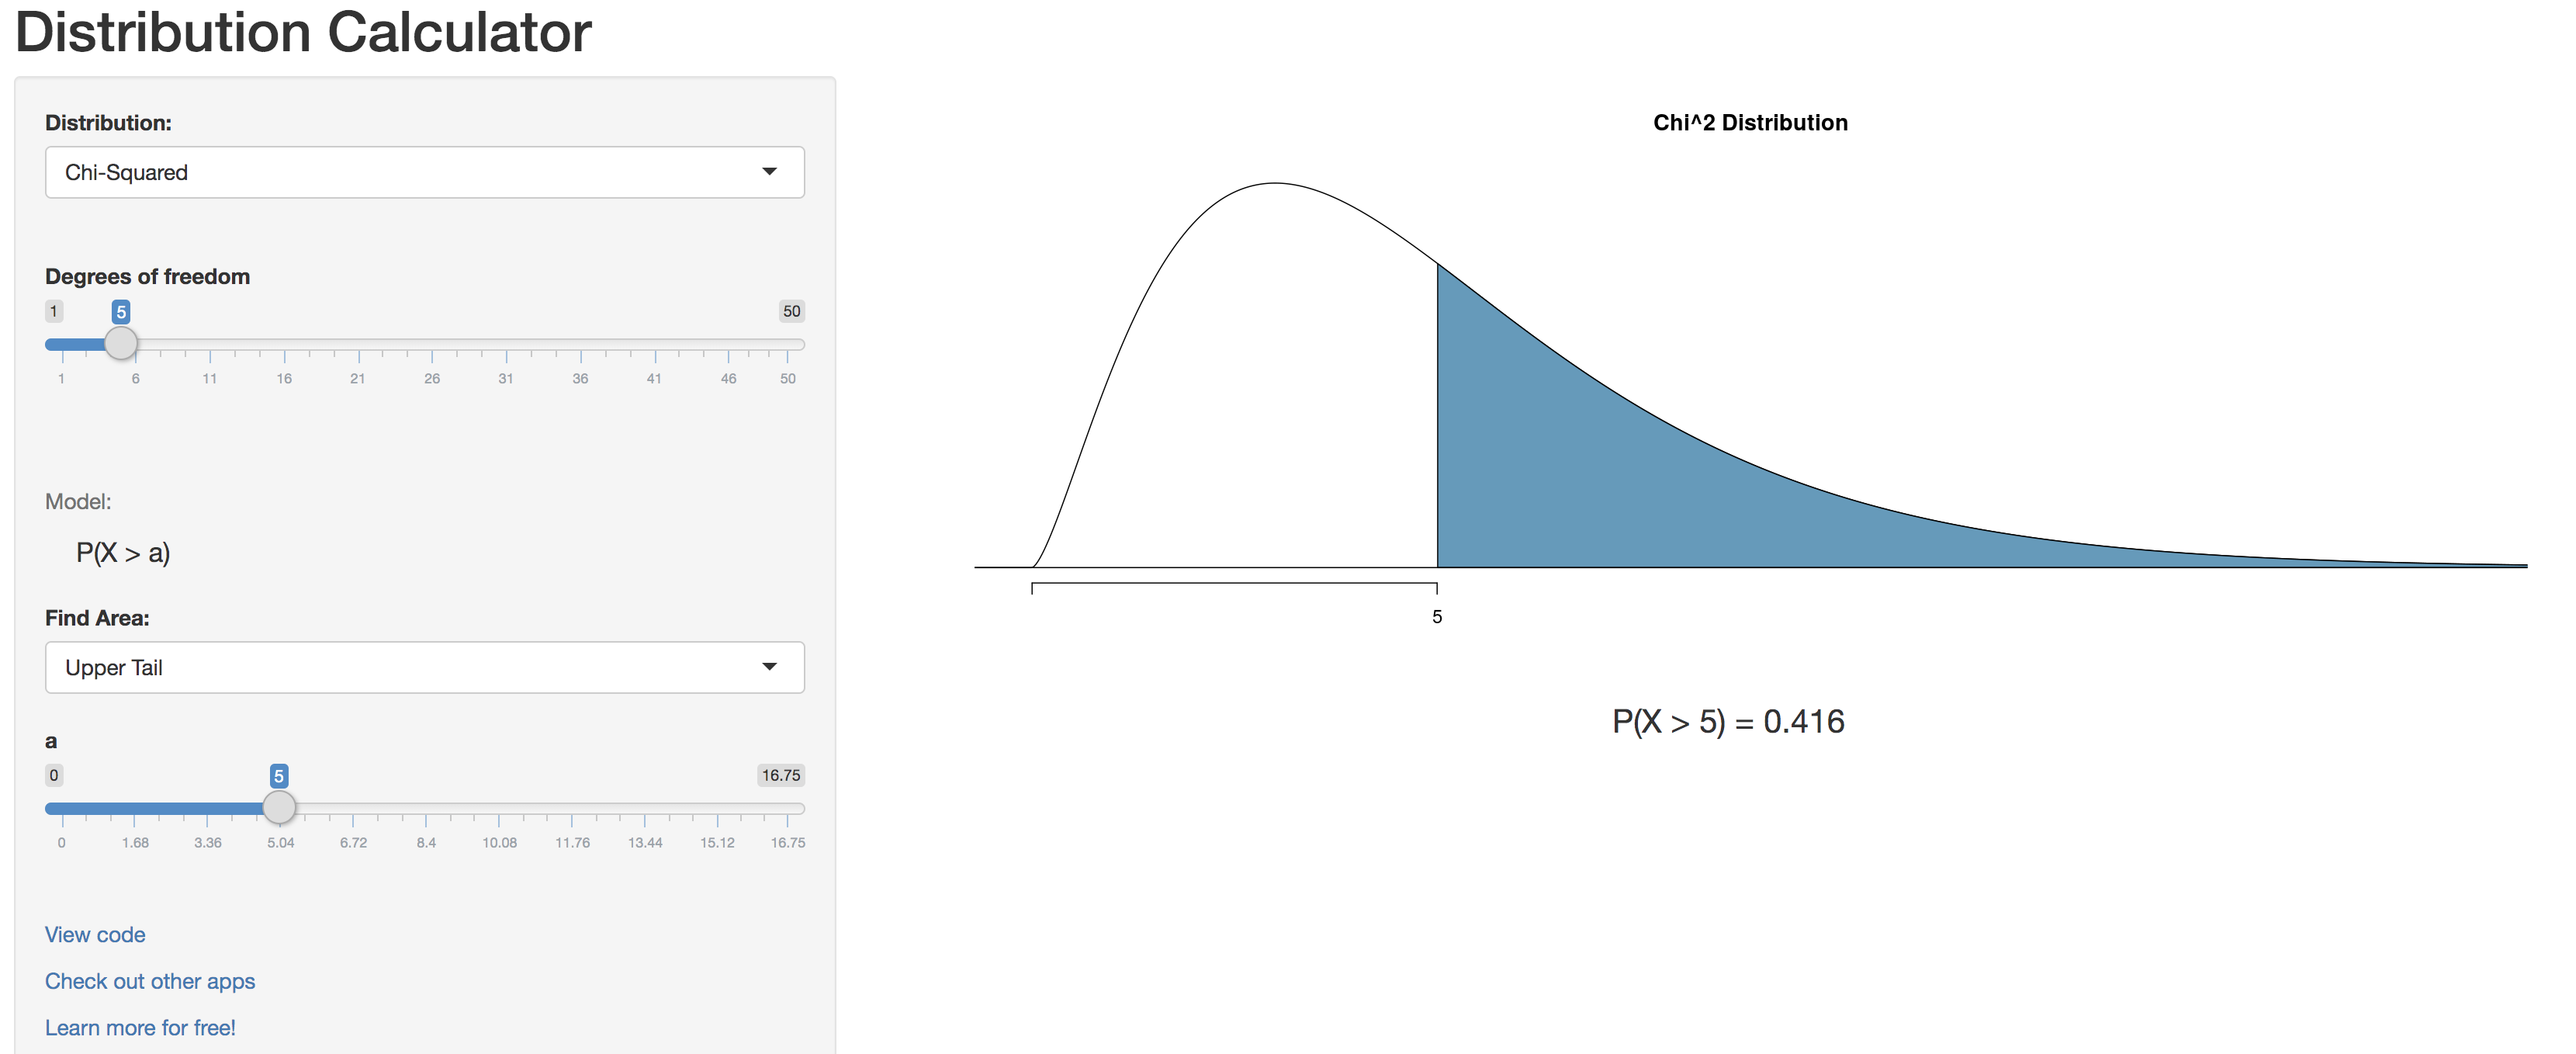 Distribution Calculator
Distribution:
Chi-Squared
Degrees of freedom
1 5 50
1 6 11 16 21 26 31 36 41 46 50
Model:
P(X > a)
Find Area:
Upper Tail
a
0 5 16.75
0 1.68 3.36 5.04 6.72 8.4 10.08 11.76 13.44 15.12 16.75
View code
Check out other apps
Learn more for free!
Chi^2 Distribution
5
P(X > 5) = 0.416